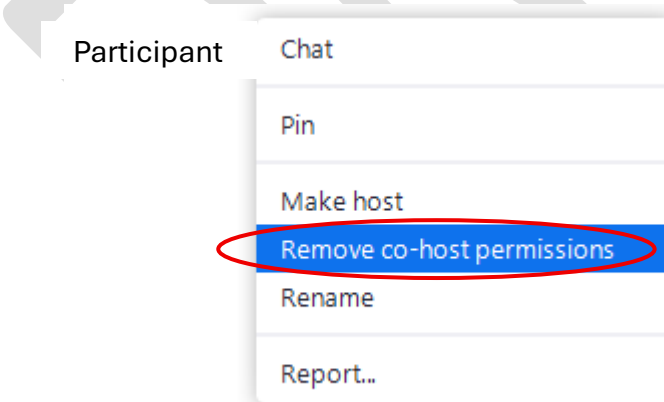 Participant
Chat
Pin
Make host
Remove co-host permissions
Rename
Report...